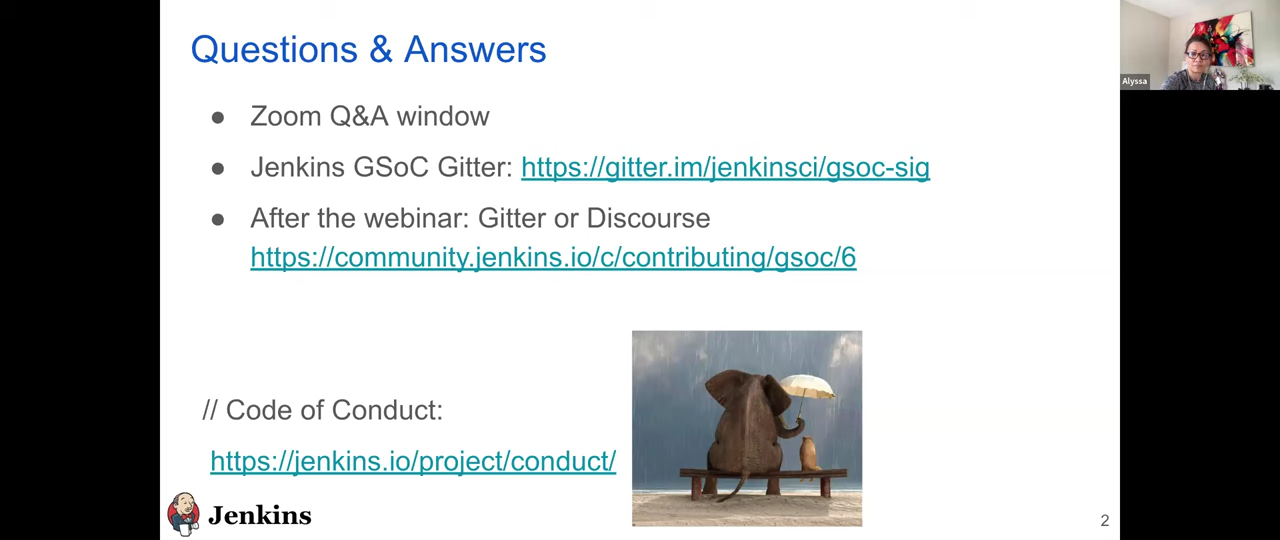 Questions & Answers
● Zoom Q&A window
● Jenkins GSoC Gitter: https://gitter.im/jenkinsci/gsoc-sig
● After the webinar: Gitter or Discourse
https://community.jenkins.io/c/contributing/gsoc/6
// Code of Conduct:
https://jenkins.io/project/conduct/
Jenkins
2
Alyssa